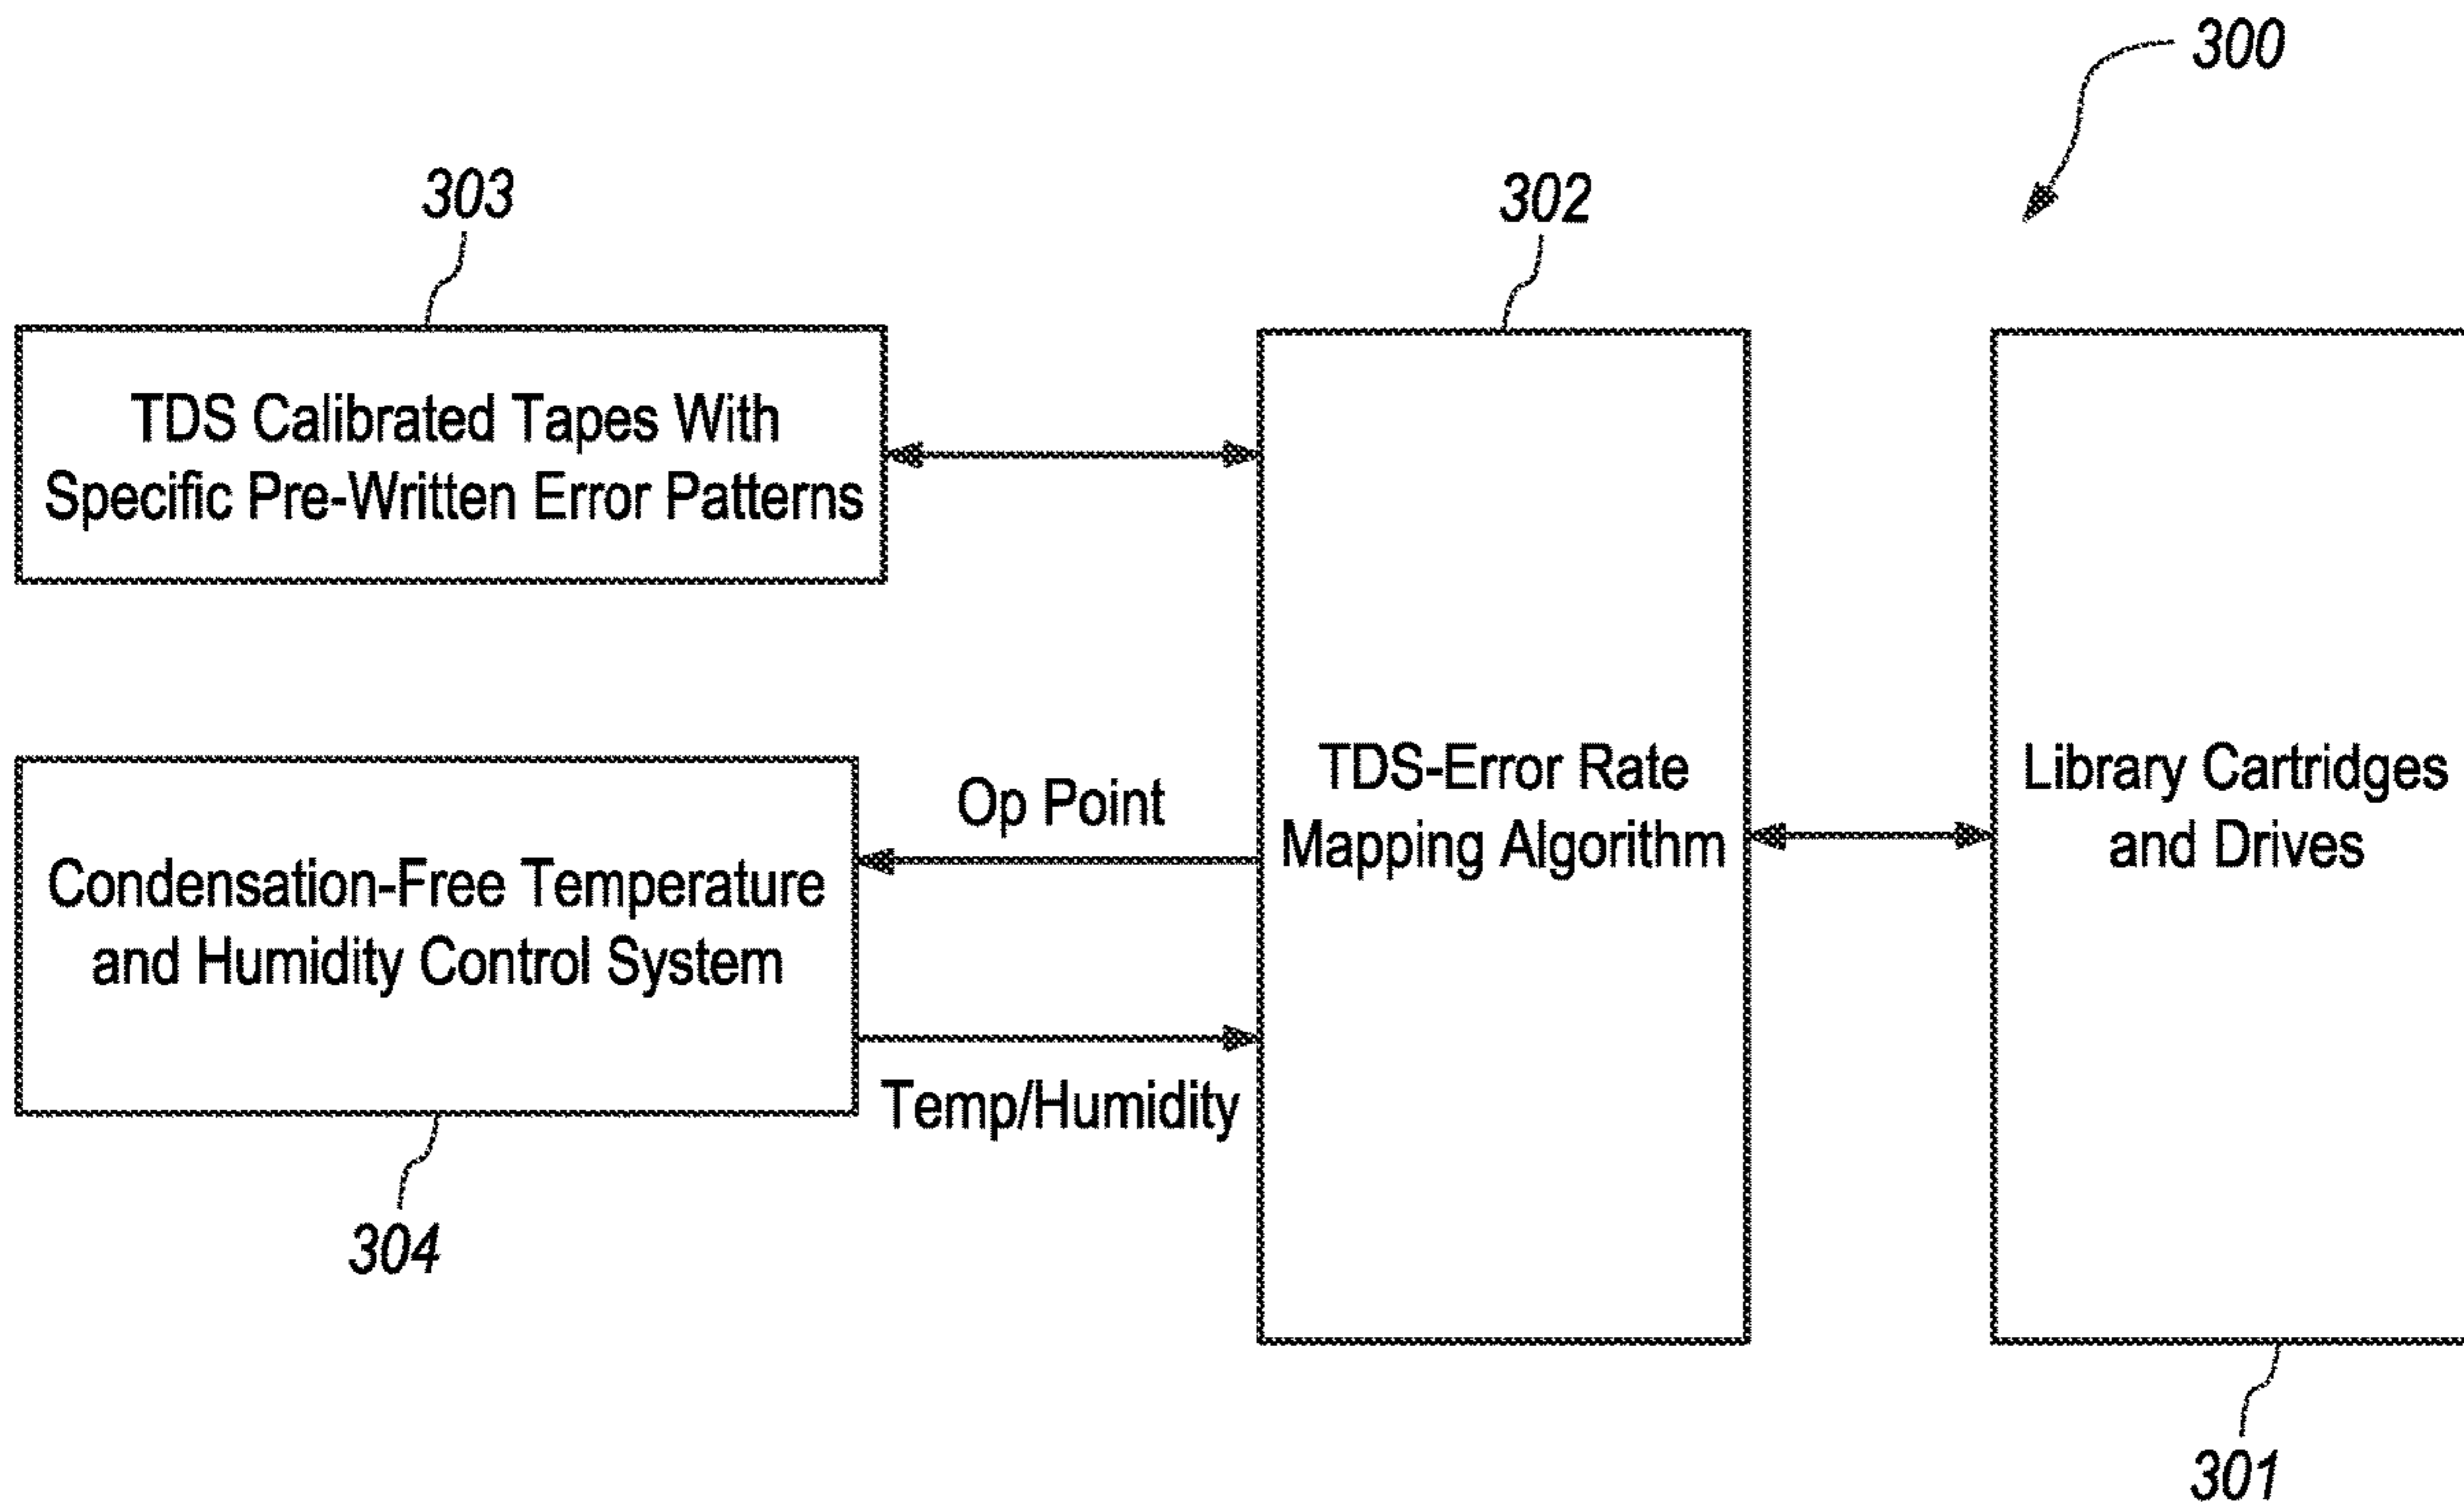 300
303
302
TDS Calibrated Tapes With
Specific Pre-Written Error Patterns
TDS-Error Rate
Mapping Algorithm
Library Cartridges
and Drives
Op Point
Condensation-Free Temperature
and Humidity Control System
Temp/Humidity
304
301